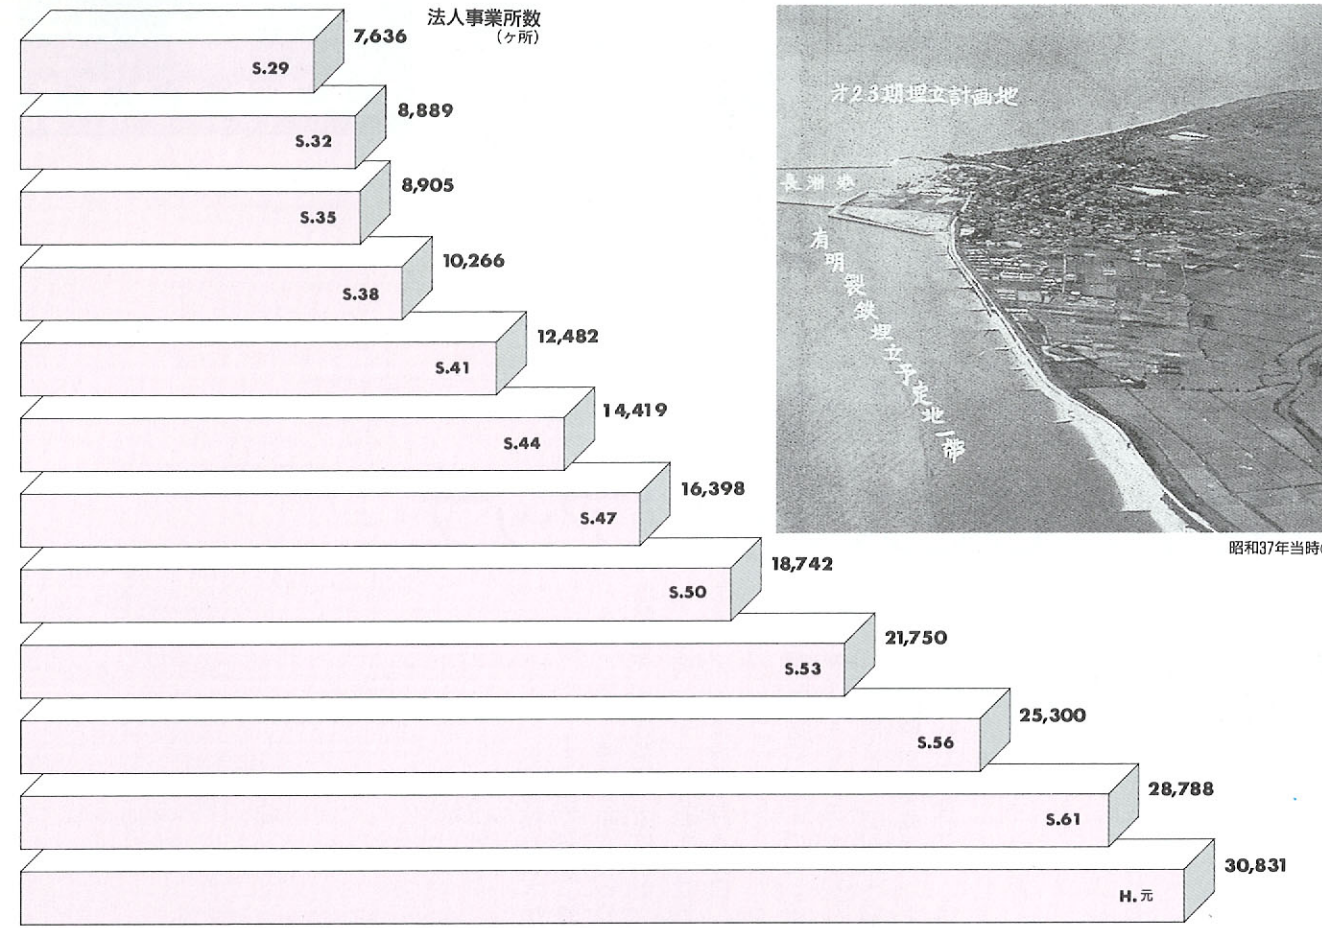 法人事業所数
(ヶ所)
7,636
S.29
8,889
S.32
8,905
S.35
10,266
S.38
12,482
S.41
14,419
S.44
16,398
S.47
18,742
S.50
21,750
S.53
25,300
S.56
28,788
S.61
30,831
H.元
第23期埋立計画地
長洲港
有明製鉄埋立予定地一帯
昭和37年当時